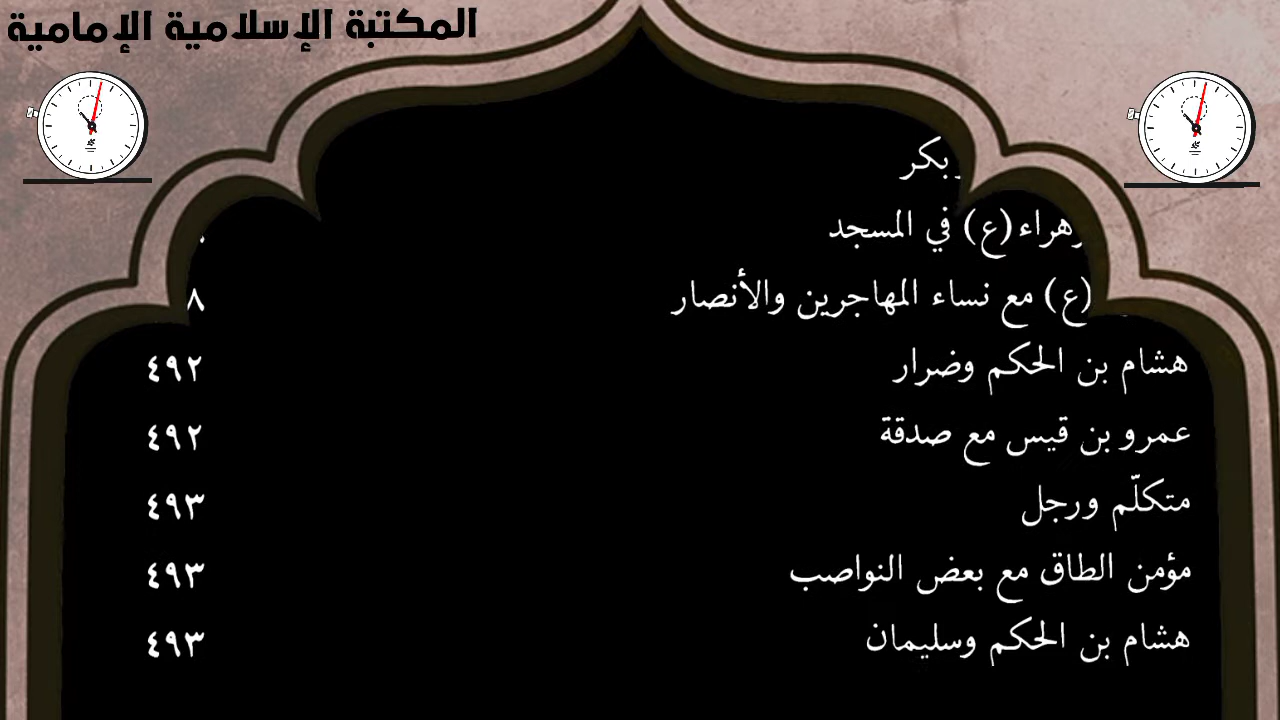 المكتبة الإسلامية الإمامية
بكر
(ع) في المسجد
(ع) مع نساء المهاجرين والأنصار ٨
هشام بن الحكم وضرار ٤٩٢
عمرو بن قيس مع صدقة ٤٩٢
متكلّم ورجل ٤٩٣
مؤمن الطاق مع بعض النواصب ٤٩٣
هشام بن الحكم وسليمان ٤٩٣